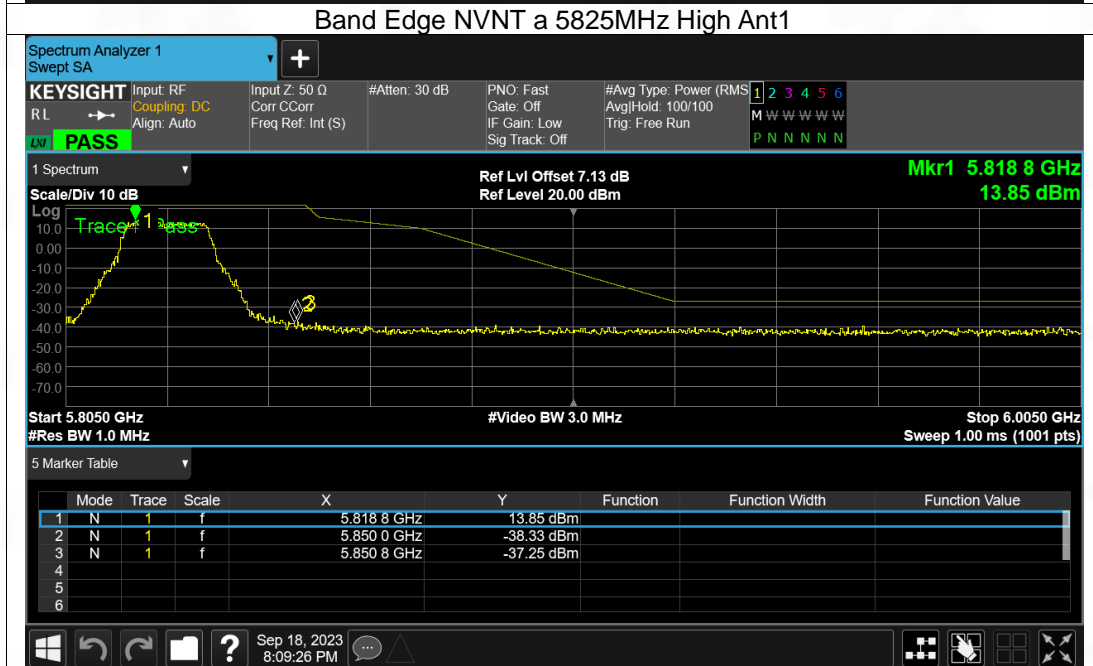 Band Edge NVNT a 5825MHz High Ant1
Spectrum Analyzer 1
Swept SA
+
KEYSIGHT Input: RF Input Z: 50 Ω #Atten: 30 dB PNO: Fast #Avg Type: Power (RMS 1 2 3 4 5 6
RL Coupling: DC Corr CCorr Gate: Off Avg|Hold: 100/100 M W W W W W
Align: Auto Freq Ref: Int (S) IF Gain: Low Trig: Free Run
LXI PASS Sig Track: Off P N N N N N
1 Spectrum
Ref Lvl Offset 7.13 dB Mkr1 5.818 8 GHz
Scale/Div 10 dB Ref Level 20.00 dBm 13.85 dBm
Log
Trace 1 Pass
1
10.0
0.00
-10.0
-20.0
-30.0
3
-40.0
-50.0
-60.0
-70.0
Start 5.8050 GHz #Video BW 3.0 MHz Stop 6.0050 GHz
#Res BW 1.0 MHz Sweep 1.00 ms (1001 pts)
5 Marker Table
Mode Trace Scale X Y Function Function Width Function Value
1 N 1 f 5.818 8 GHz 13.85 dBm
2 N 1 f 5.850 0 GHz -38.33 dBm
3 N 1 f 5.850 8 GHz -37.25 dBm
4
5
6
? Sep 18, 2023
8:09:26 PM